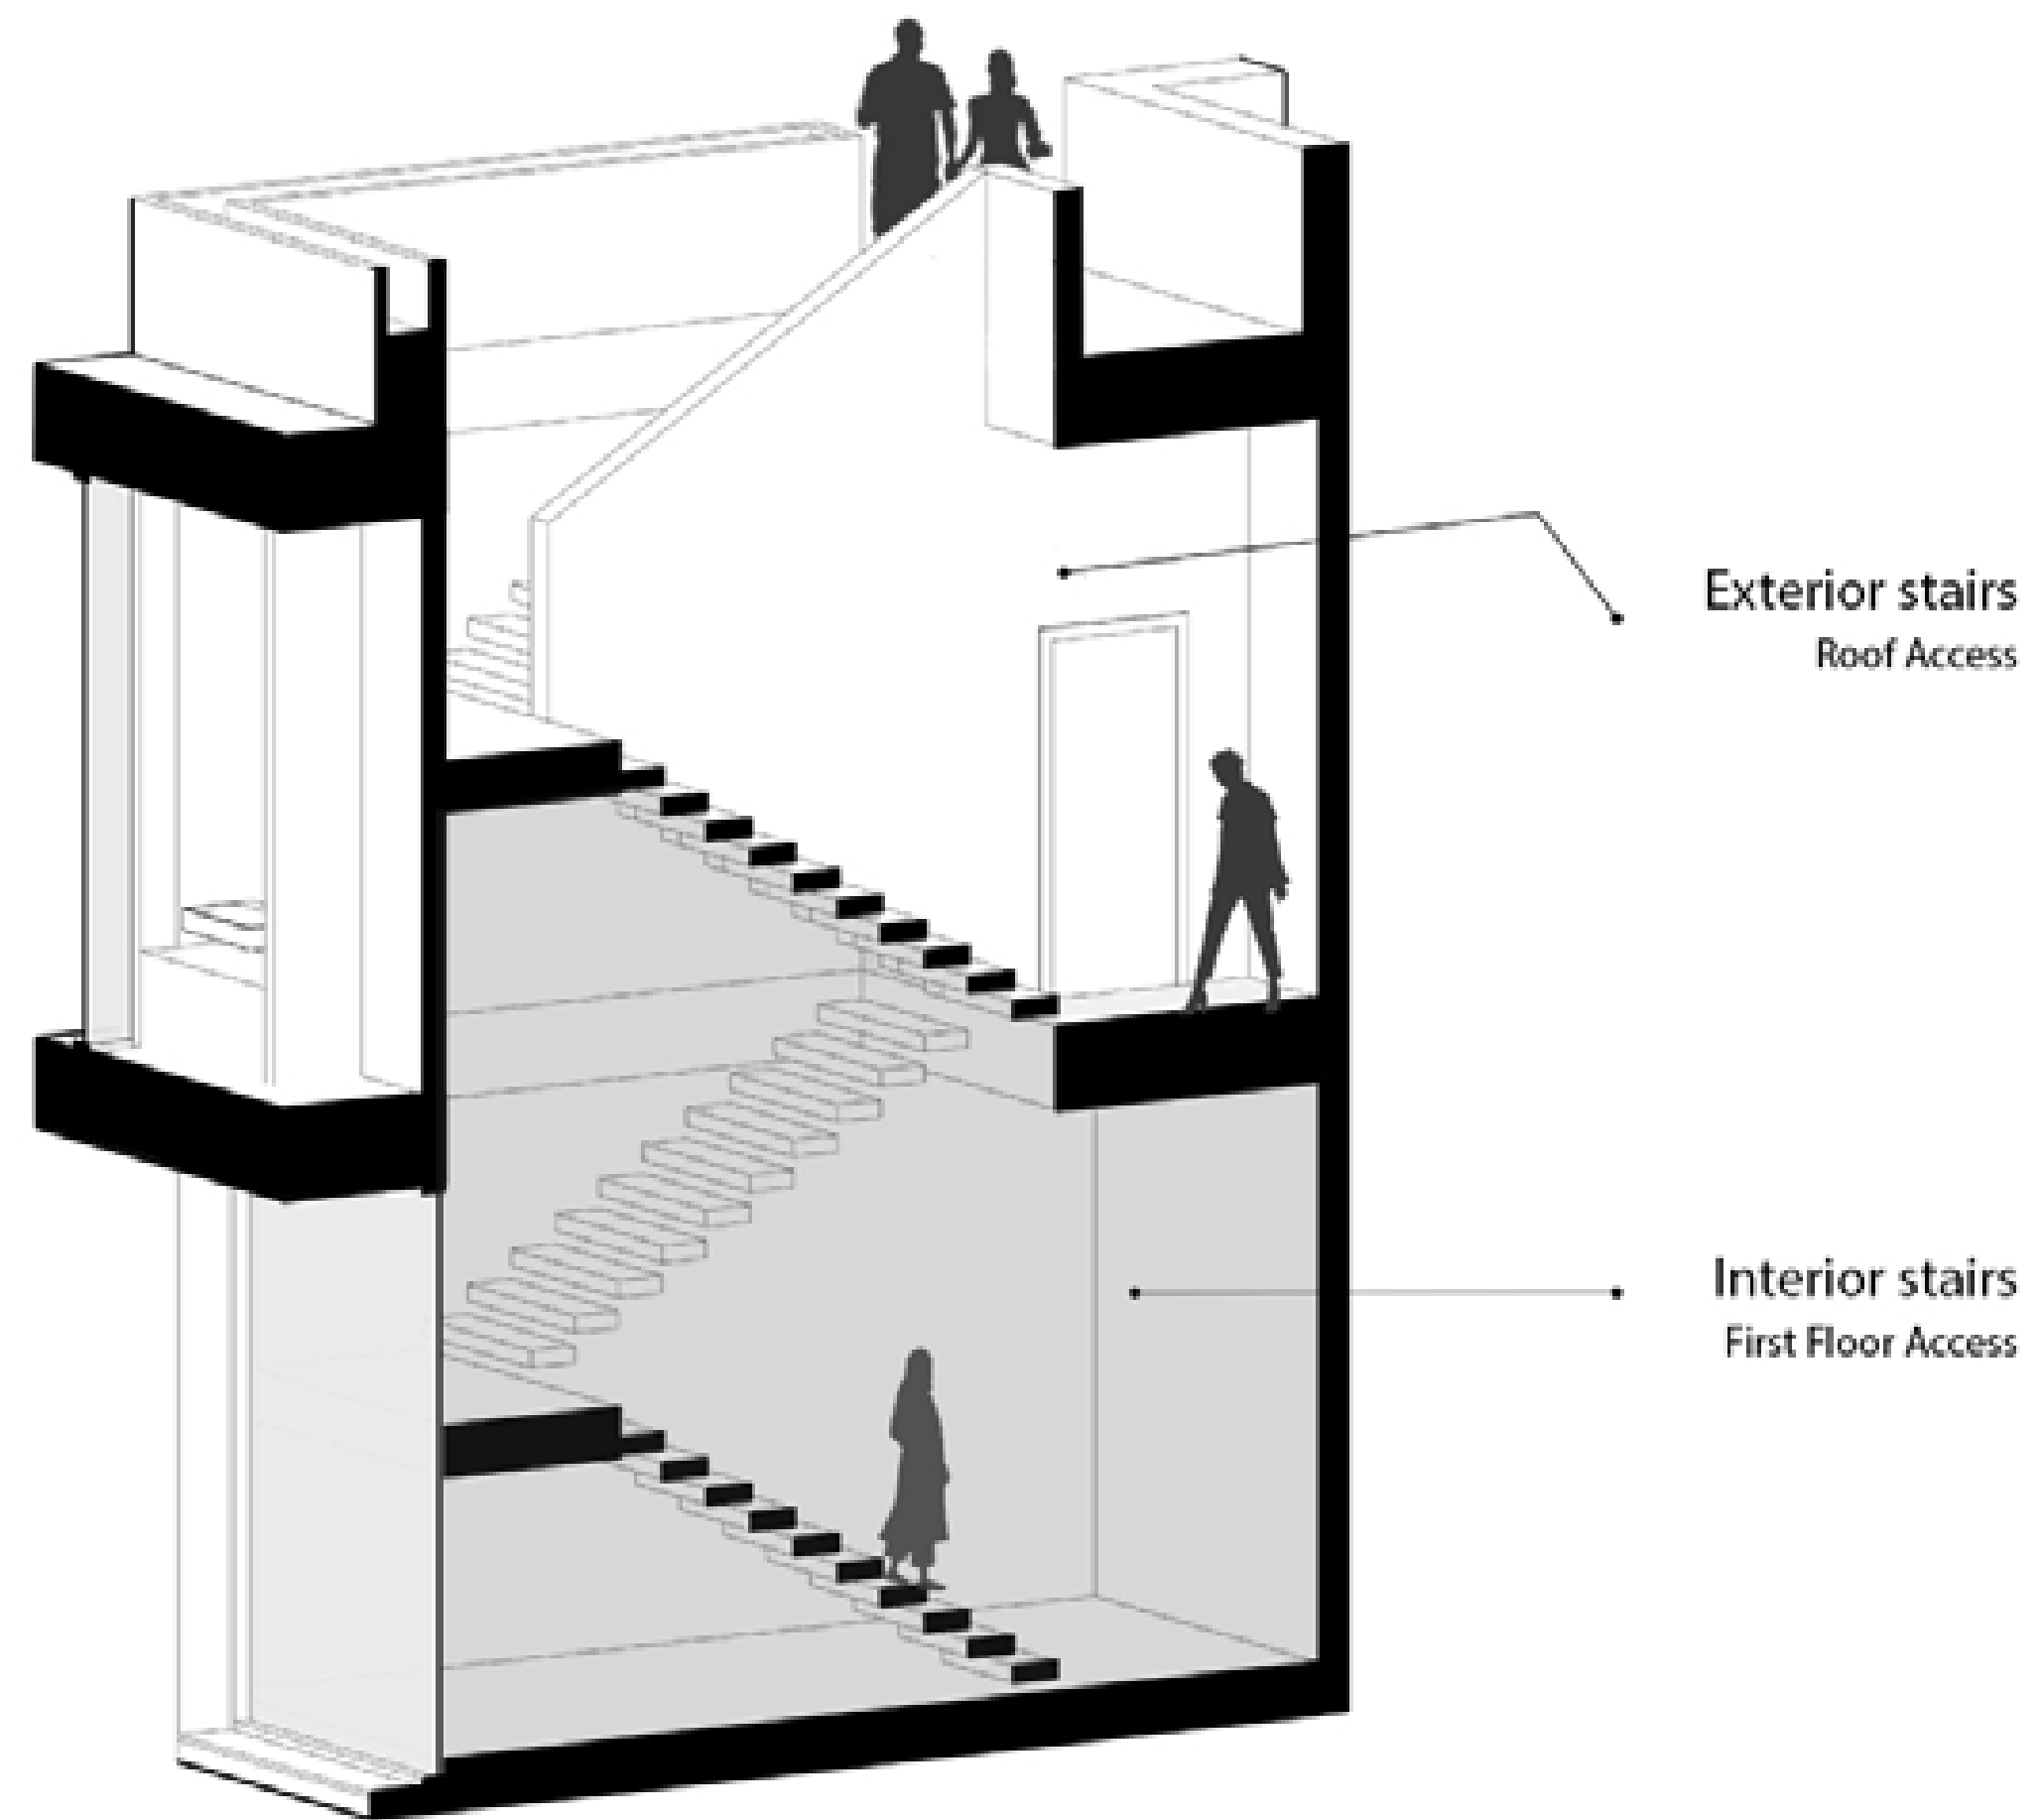 Exterior stairs
Roof Access
Interior stairs
First Floor Access